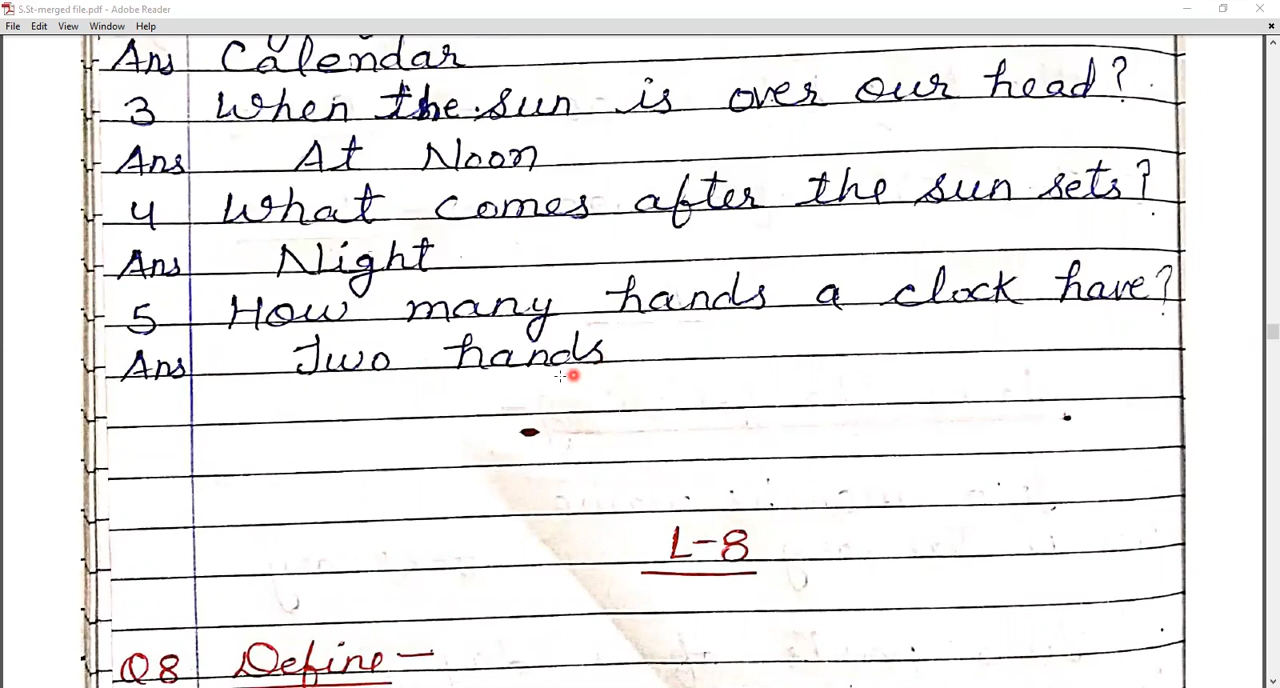 S.St-merged file.pdf - Adobe Reader
File Edit View Window Help
Ans Calendar
3 When the sun is over our head?
Ans At Noon
4 What comes after the sun sets?
Ans Night
5 How many hands a clock have?
Ans Two hands
L-8
Q8 Define -